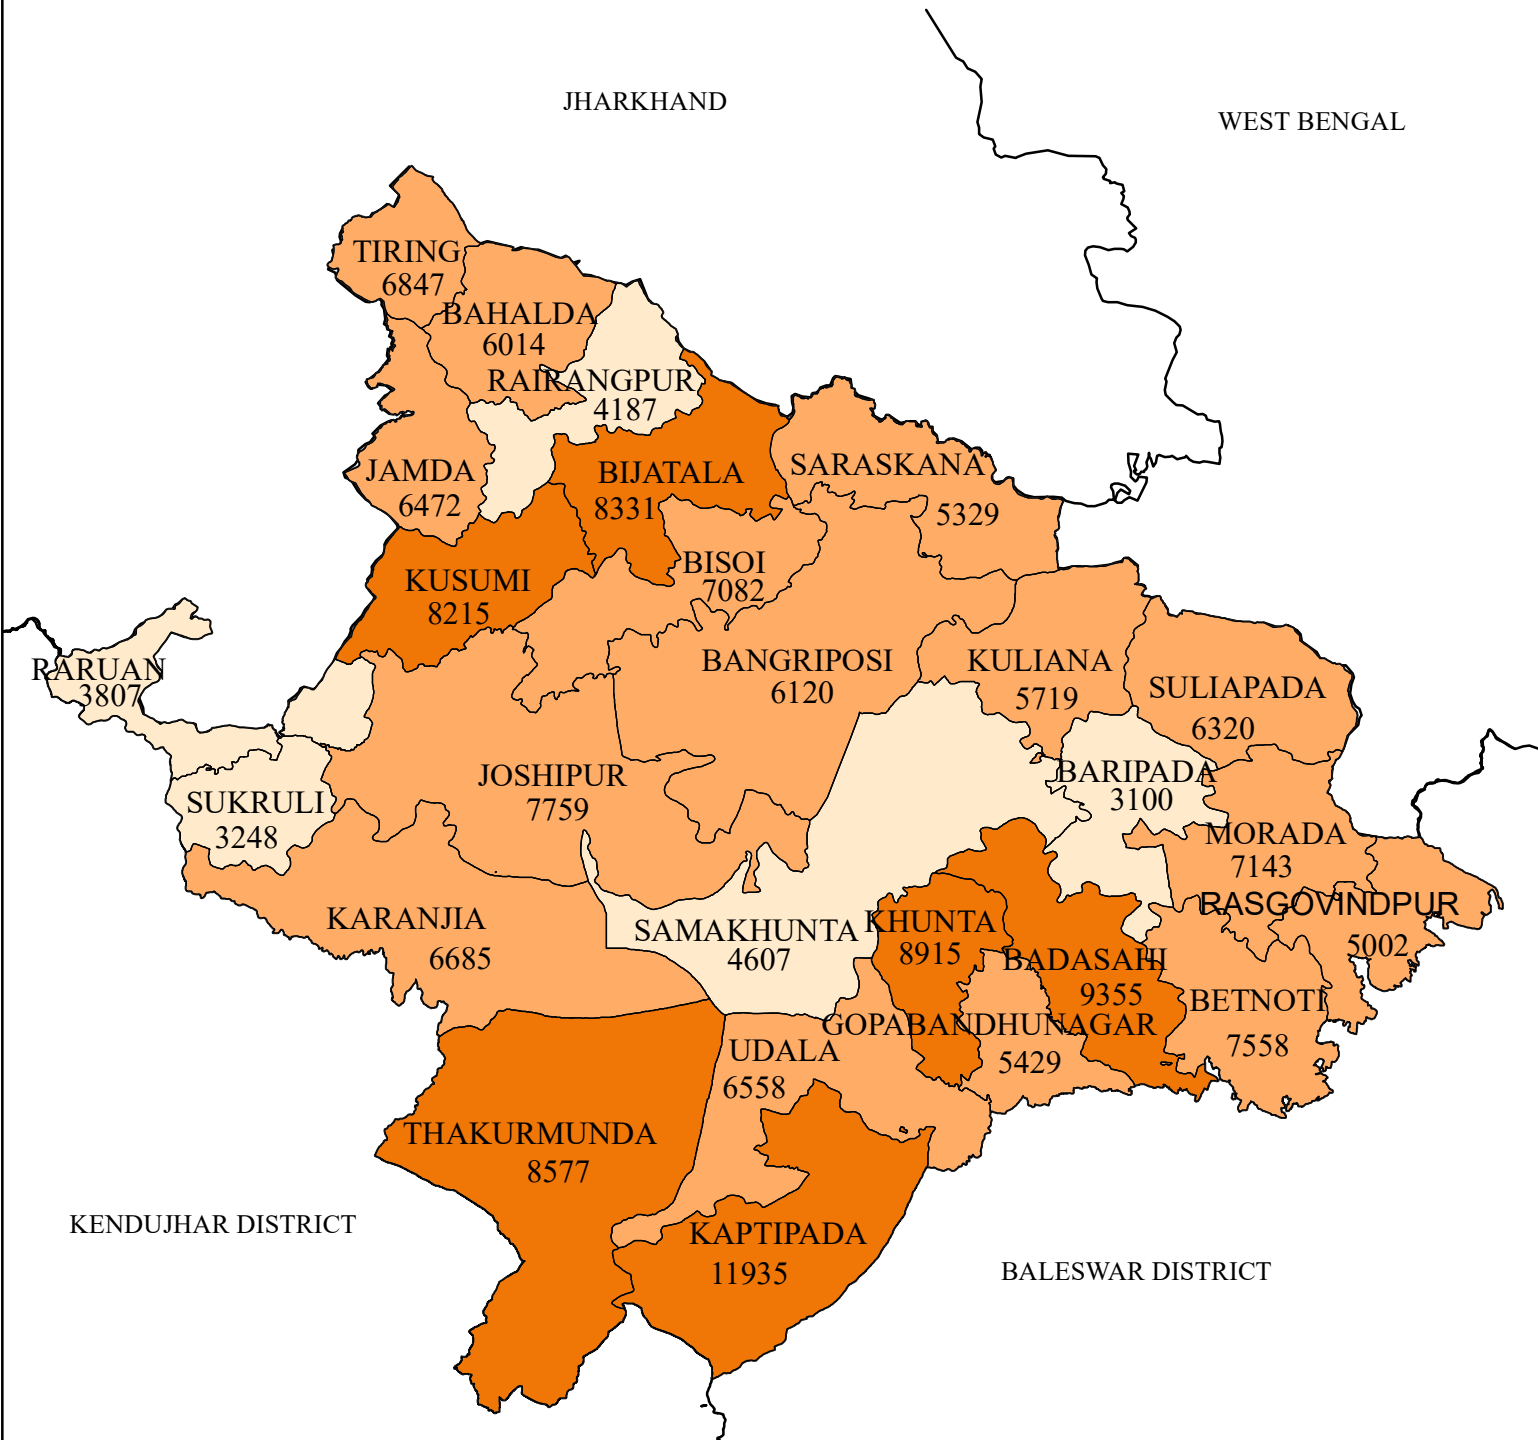 JHARKHAND
WEST BENGAL
TIRING
6847
BAHALDA
6014
RAIRANGPUR
4187
JAMDA
6472
BIJATALA
8331
SARASKANA
5329
BISOI
7082
KUSUMI
8215
RARUAN
3807
BANGRIPOSI
6120
KULIANA
5719
SULIAPADA
6320
SUKRULI
3248
JOSHIPUR
7759
BARIPADA
3100
MORADA
7143
RASGOVINDPUR
5002
KARANJIA
6685
SAMAKHUNTA
4607
KHUNTA
8915
BADASAHI
9355
BETNOTI
7558
GOPABANDHUNAGAR
5429
UDALA
6558
THAKURMUNDA
8577
KAPTIPADA
11935
KENDUJHAR DISTRICT
BALESWAR DISTRICT